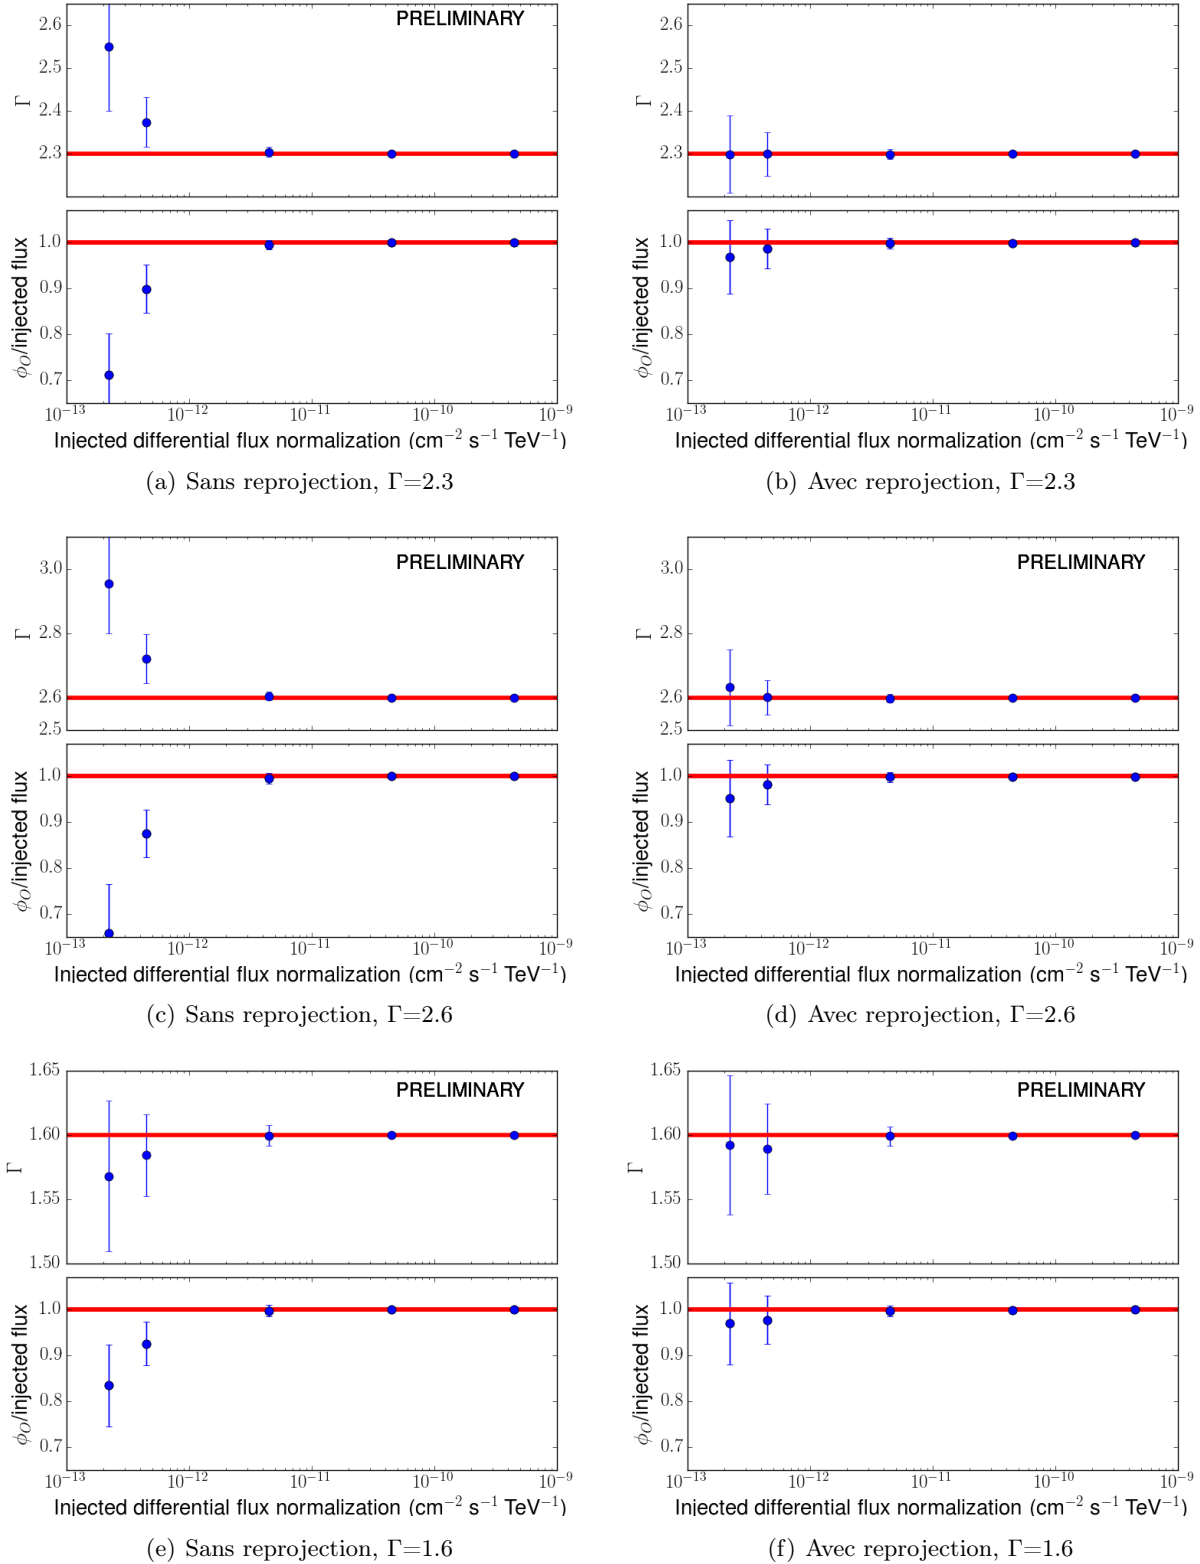 PRELIMINARY
2.6
2.5
2.4
2.3
Γ
1.0
0.9
0.8
0.7
ϕ_O/injected flux
10⁻¹³ 10⁻¹² 10⁻¹¹ 10⁻¹⁰ 10⁻⁹
Injected differential flux normalization (cm⁻² s⁻¹ TeV⁻¹)
(a) Sans reprojection, Γ=2.3
2.6
2.5
2.4
2.3
Γ
1.0
0.9
0.8
0.7
ϕ_O/injected flux
10⁻¹³ 10⁻¹² 10⁻¹¹ 10⁻¹⁰ 10⁻⁹
Injected differential flux normalization (cm⁻² s⁻¹ TeV⁻¹)
(b) Avec reprojection, Γ=2.3
PRELIMINARY
3.0
2.8
2.6
2.5
Γ
1.0
0.9
0.8
0.7
ϕ_O/injected flux
10⁻¹³ 10⁻¹² 10⁻¹¹ 10⁻¹⁰ 10⁻⁹
Injected differential flux normalization (cm⁻² s⁻¹ TeV⁻¹)
(c) Sans reprojection, Γ=2.6
PRELIMINARY
3.0
2.8
2.6
2.5
Γ
1.0
0.9
0.8
0.7
ϕ_O/injected flux
10⁻¹³ 10⁻¹² 10⁻¹¹ 10⁻¹⁰ 10⁻⁹
Injected differential flux normalization (cm⁻² s⁻¹ TeV⁻¹)
(d) Avec reprojection, Γ=2.6
PRELIMINARY
1.65
1.60
1.55
1.50
Γ
1.0
0.9
0.8
0.7
ϕ_O/injected flux
10⁻¹³ 10⁻¹² 10⁻¹¹ 10⁻¹⁰ 10⁻⁹
Injected differential flux normalization (cm⁻² s⁻¹ TeV⁻¹)
(e) Sans reprojection, Γ=1.6
PRELIMINARY
1.65
1.60
1.55
1.50
Γ
1.0
0.9
0.8
0.7
ϕ_O/injected flux
10⁻¹³ 10⁻¹² 10⁻¹¹ 10⁻¹⁰ 10⁻⁹
Injected differential flux normalization (cm⁻² s⁻¹ TeV⁻¹)
(f) Avec reprojection, Γ=1.6